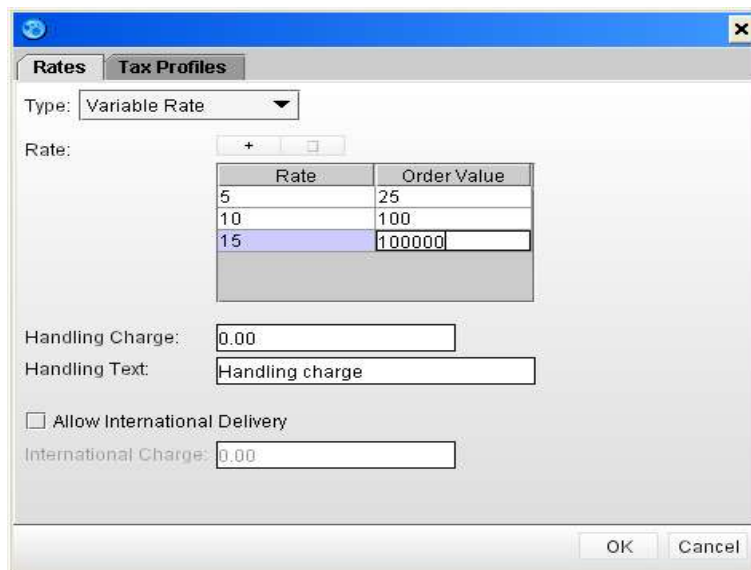 Rates Tax Profiles
Type: Variable Rate
Rate: +
Rate Order Value
5 25
10 100
15 100000
Handling Charge: 0.00
Handling Text: Handling charge
Allow International Delivery
International Charge: 0.00
OK Cancel